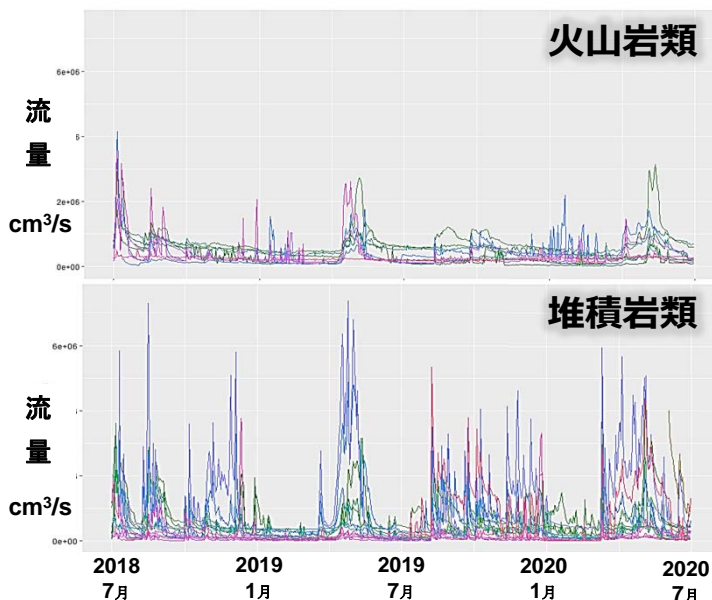 火山岩類
6e+06
流
量
cm³/s
2e+06
0e+00
堆積岩類
6e+06
流
量
cm³/s
0e+00
2018
7月
2019
1月
2019
7月
2020
1月
2020
7月